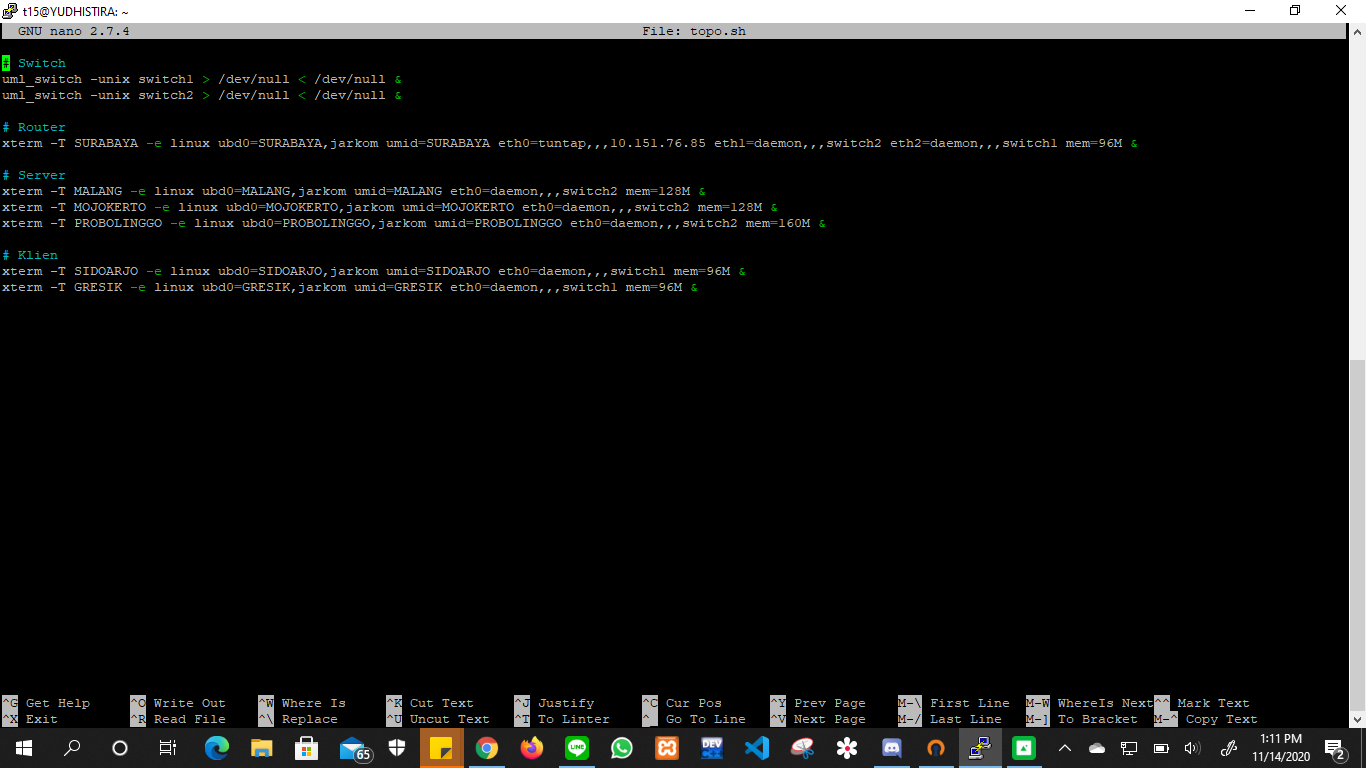 t15@YUDHISTIRA: ~
GNU nano 2.7.4 File: topo.sh
# Switch
uml_switch -unix switch1 > /dev/null < /dev/null &
uml_switch -unix switch2 > /dev/null < /dev/null &
# Router
xterm -T SURABAYA -e linux ubd0=SURABAYA,jarkom umid=SURABAYA eth0=tuntap,,,10.151.76.85 eth1=daemon,,,switch2 eth2=daemon,,,switch1 mem=96M &
# Server
xterm -T MALANG -e linux ubd0=MALANG,jarkom umid=MALANG eth0=daemon,,,switch2 mem=128M &
xterm -T MOJOKERTO -e linux ubd0=MOJOKERTO,jarkom umid=MOJOKERTO eth0=daemon,,,switch2 mem=128M &
xterm -T PROBOLINGGO -e linux ubd0=PROBOLINGGO,jarkom umid=PROBOLINGGO eth0=daemon,,,switch2 mem=160M &
# Klien
xterm -T SIDOARJO -e linux ubd0=SIDOARJO,jarkom umid=SIDOARJO eth0=daemon,,,switch1 mem=96M &
xterm -T GRESIK -e linux ubd0=GRESIK,jarkom umid=GRESIK eth0=daemon,,,switch1 mem=96M &
^G Get Help ^O Write Out ^W Where Is ^K Cut Text ^J Justify ^C Cur Pos ^Y Prev Page M-\ First Line M-W WhereIs Next ^^ Mark Text
^X Exit ^R Read File ^\ Replace ^U Uncut Text ^T To Linter ^_ Go To Line ^V Next Page M-/ Last Line M-] To Bracket M-^ Copy Text
65
DEV
LINE
1:11 PM
11/14/2020
2